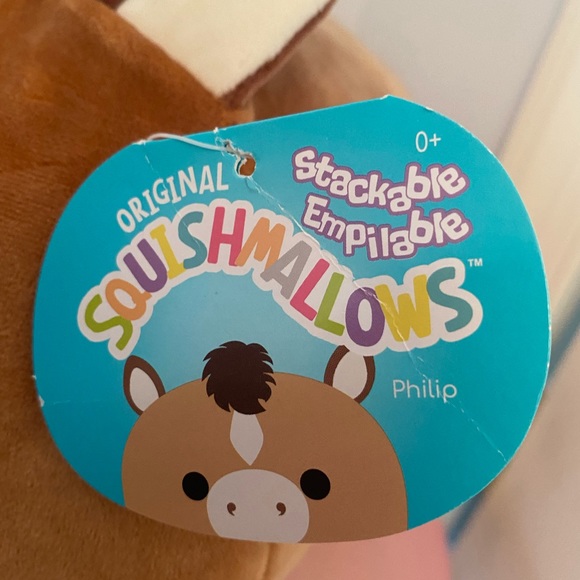 0+
ORIGINAL
Stackable
Empilable
SQUISHMALLOWS™
Philip